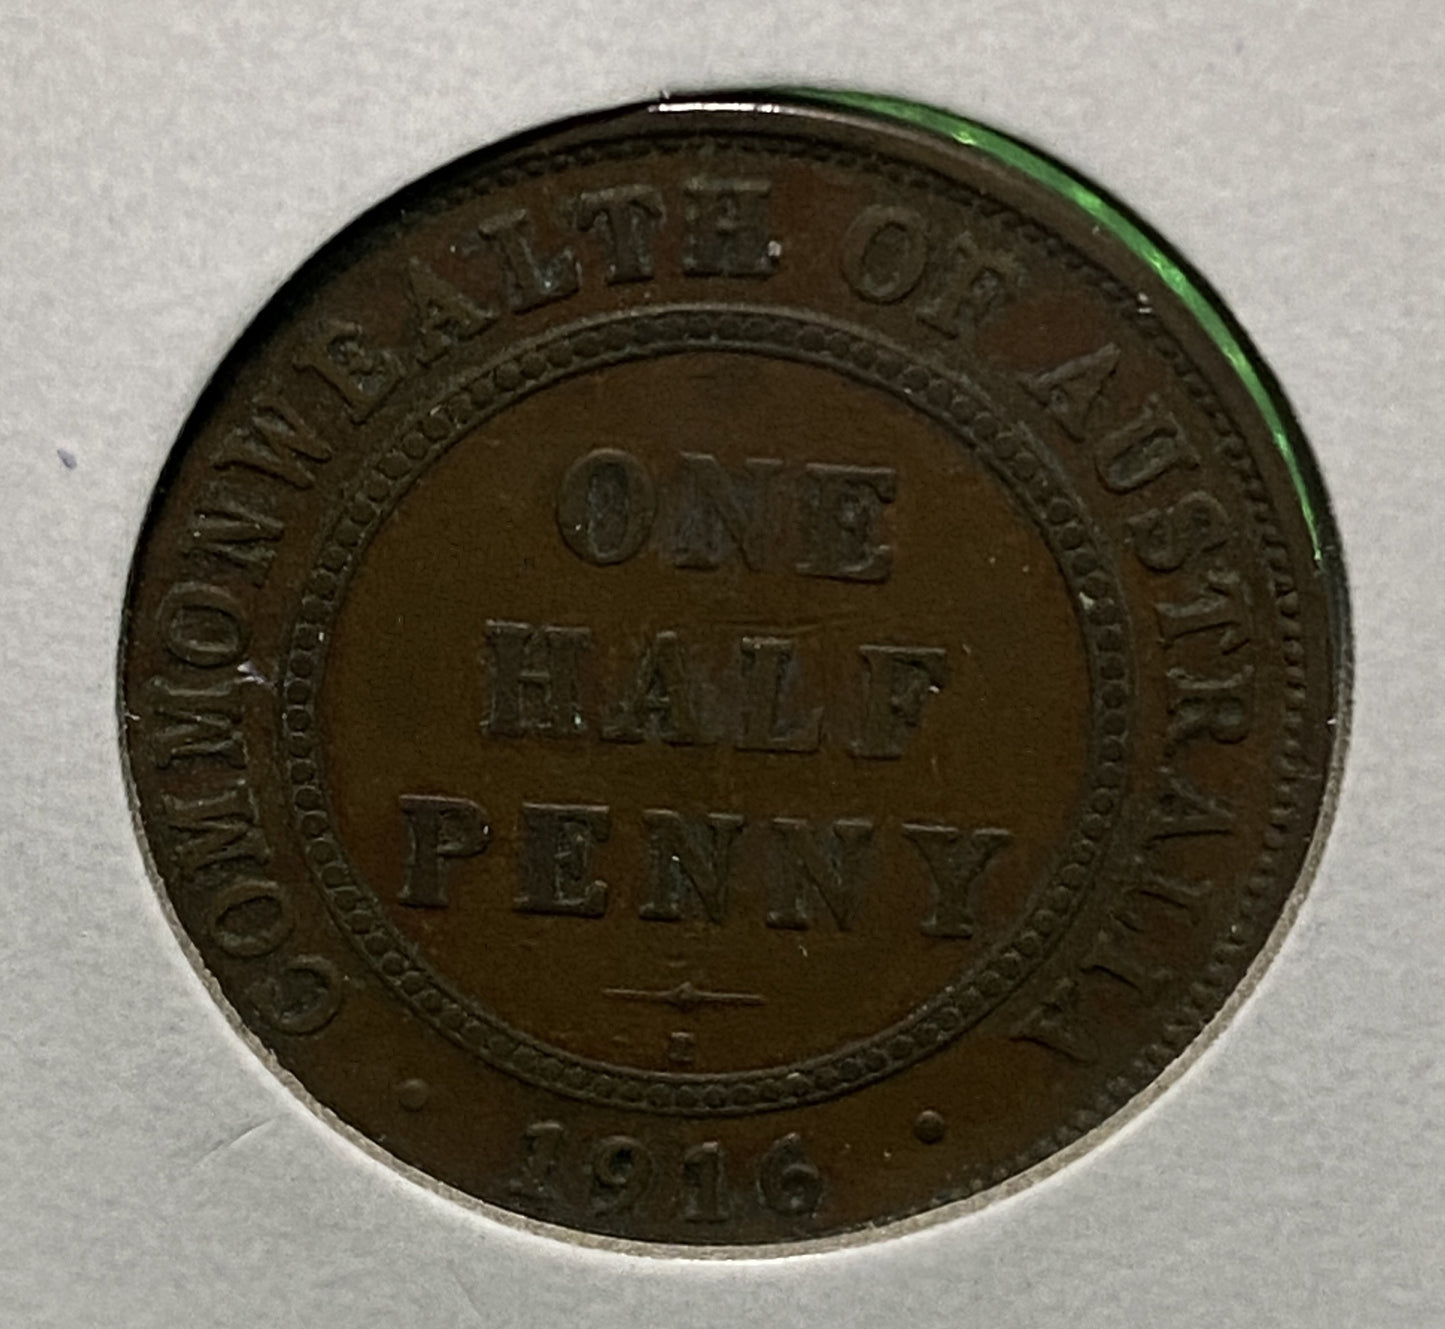 COMMONWEALTH OF AUSTRALIA
ONE
HALF
PENNY
I
· 1916 ·